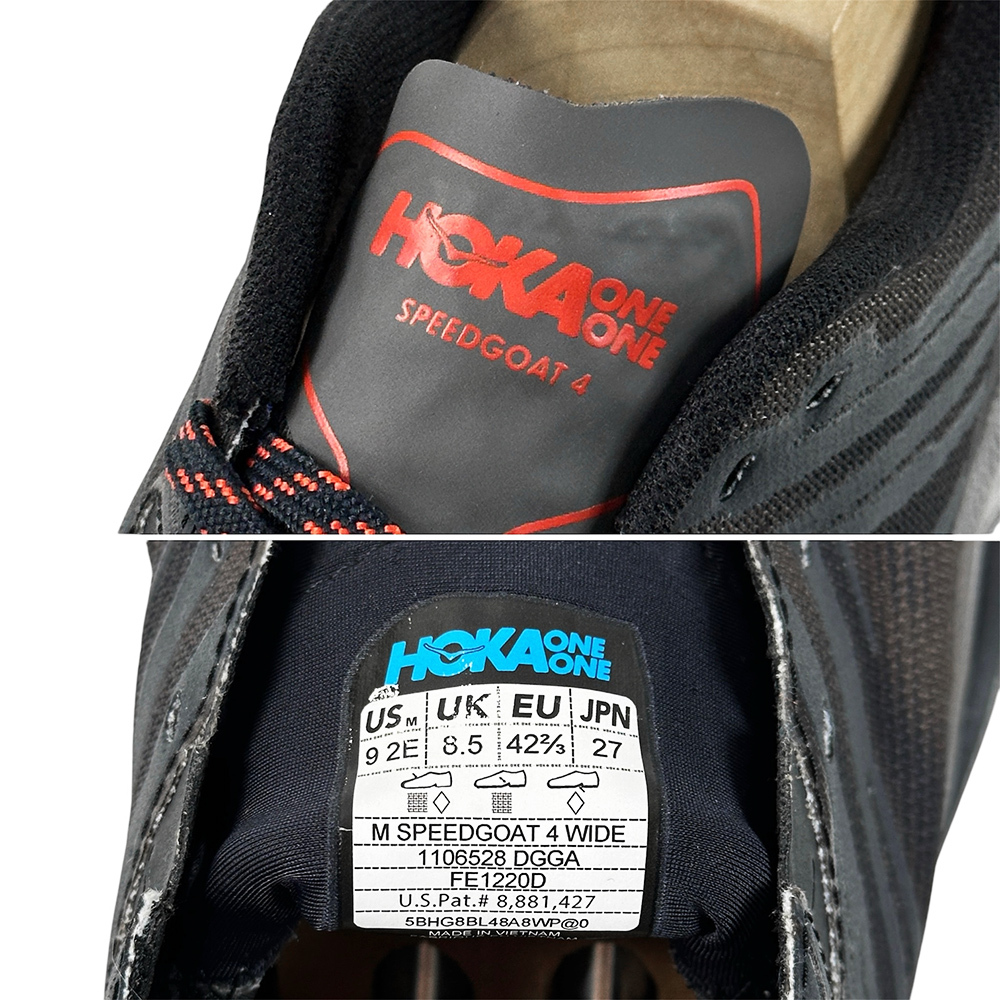 HOKA ONE ONE
SPEEDGOAT 4
HOKA ONE ONE
US M UK EU JPN
9 2E 8.5 42⅔ 27
M SPEEDGOAT 4 WIDE
1106528 DGGA
FE1220D
U.S.Pat.# 8,881,427
5BHG8BL48A8WP@0
MADE IN VIETNAM